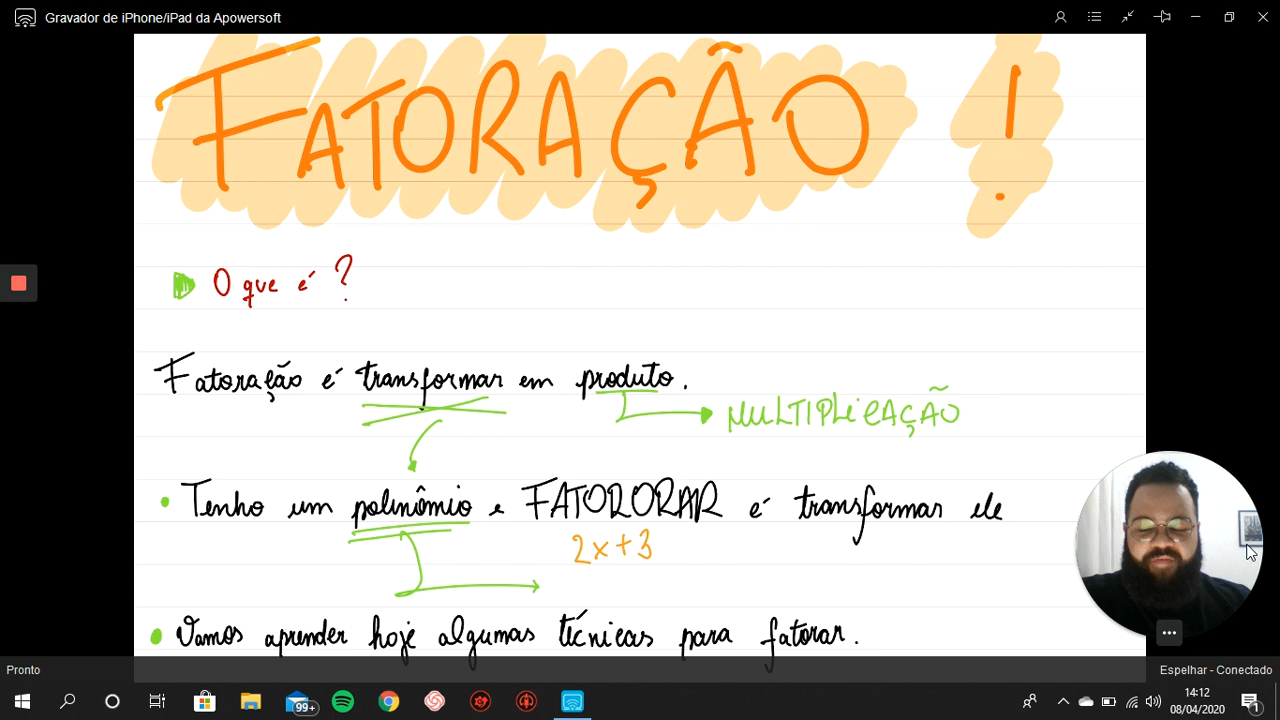 Gravador de iPhone/iPad da Apowersoft
FATORAÇÃO !
O que é ?
Fatoração é transformar em produto.
MULTIPLICAÇÃO
Tenho um polinômio e FATORORAR é transformar ele
2x+3
Vamos aprender hoje algumas técnicas para fatorar.
Pronto
Espelhar - Conectado
99+
14:12
08/04/2020
1